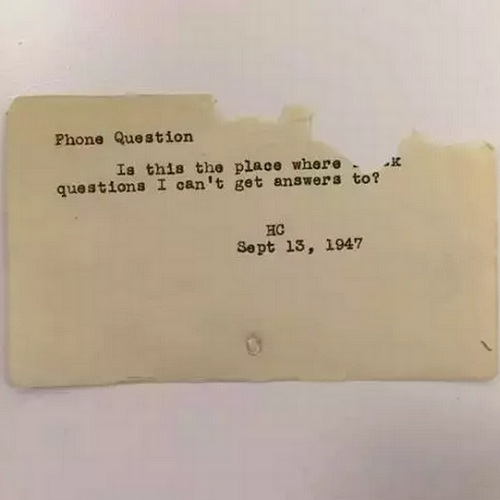 Phone Question
Is this the place where
questions I can't get answers to?
HC
Sept 13, 1947